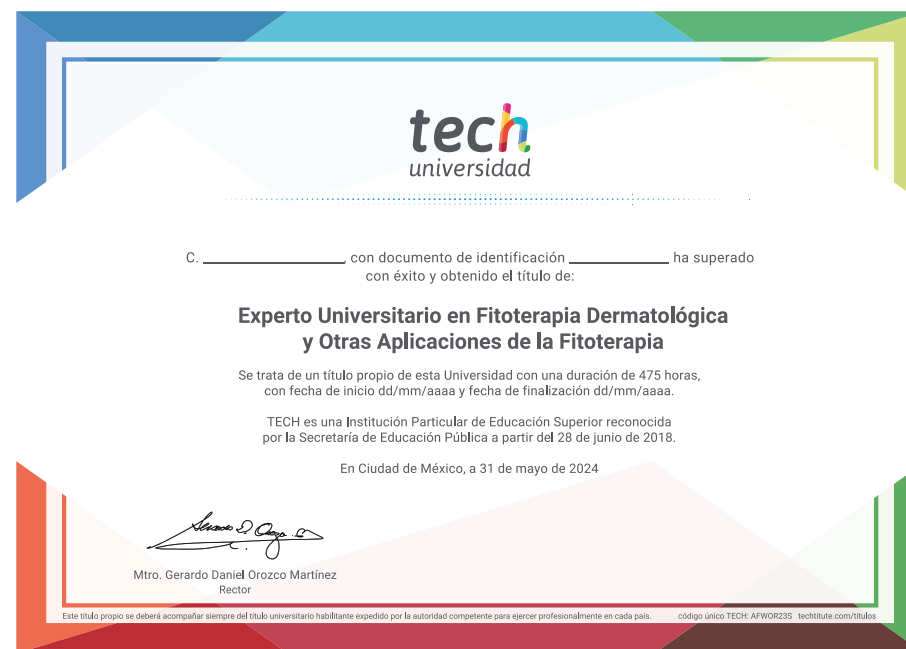 tech
universidad
C. ____________, con documento de identificación ____________ ha superado
con éxito y obtenido el título de:
Experto Universitario en Fitoterapia Dermatológica
y Otras Aplicaciones de la Fitoterapia
Se trata de un título propio de esta Universidad con una duración de 475 horas,
con fecha de inicio dd/mm/aaaa y fecha de finalización dd/mm/aaaa.
TECH es una Institución Particular de Educación Superior reconocida
por la Secretaría de Educación Pública a partir del 28 de junio de 2018.
En Ciudad de México, a 31 de mayo de 2024
Mtro. Gerardo Daniel Orozco Martínez
Rector
Este título propio se deberá acompañar siempre del título universitario habilitante expedido por la autoridad competente para ejercer profesionalmente en cada país. código único TECH: AFWOR23S techtitute.com/titulos